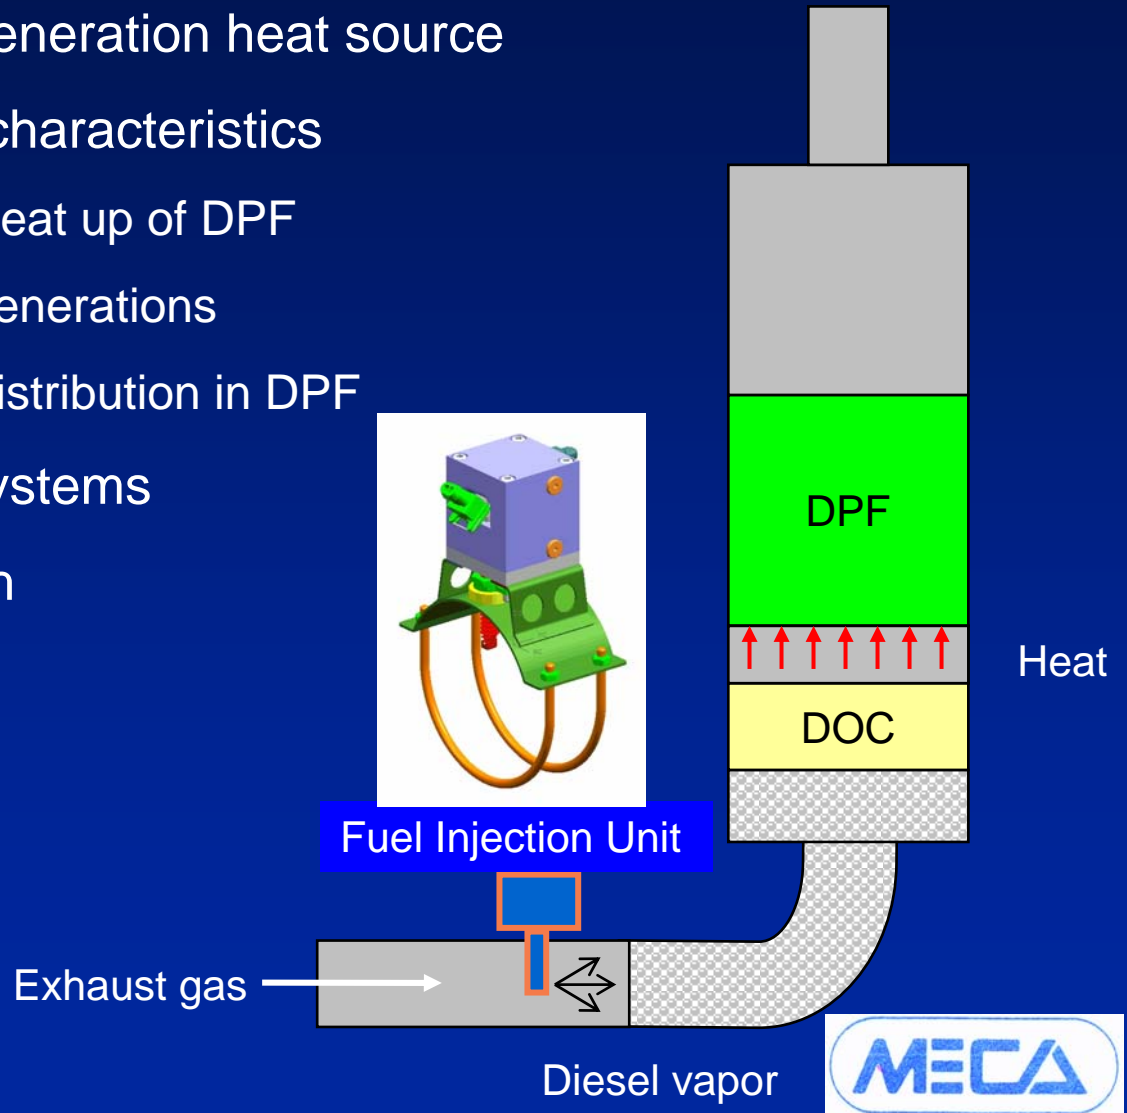 eneration heat source
characteristics
eat up of DPF
enerations
istribution in DPF
ystems
n
DPF
Heat
DOC
Fuel Injection Unit
Exhaust gas
Diesel vapor
MECA